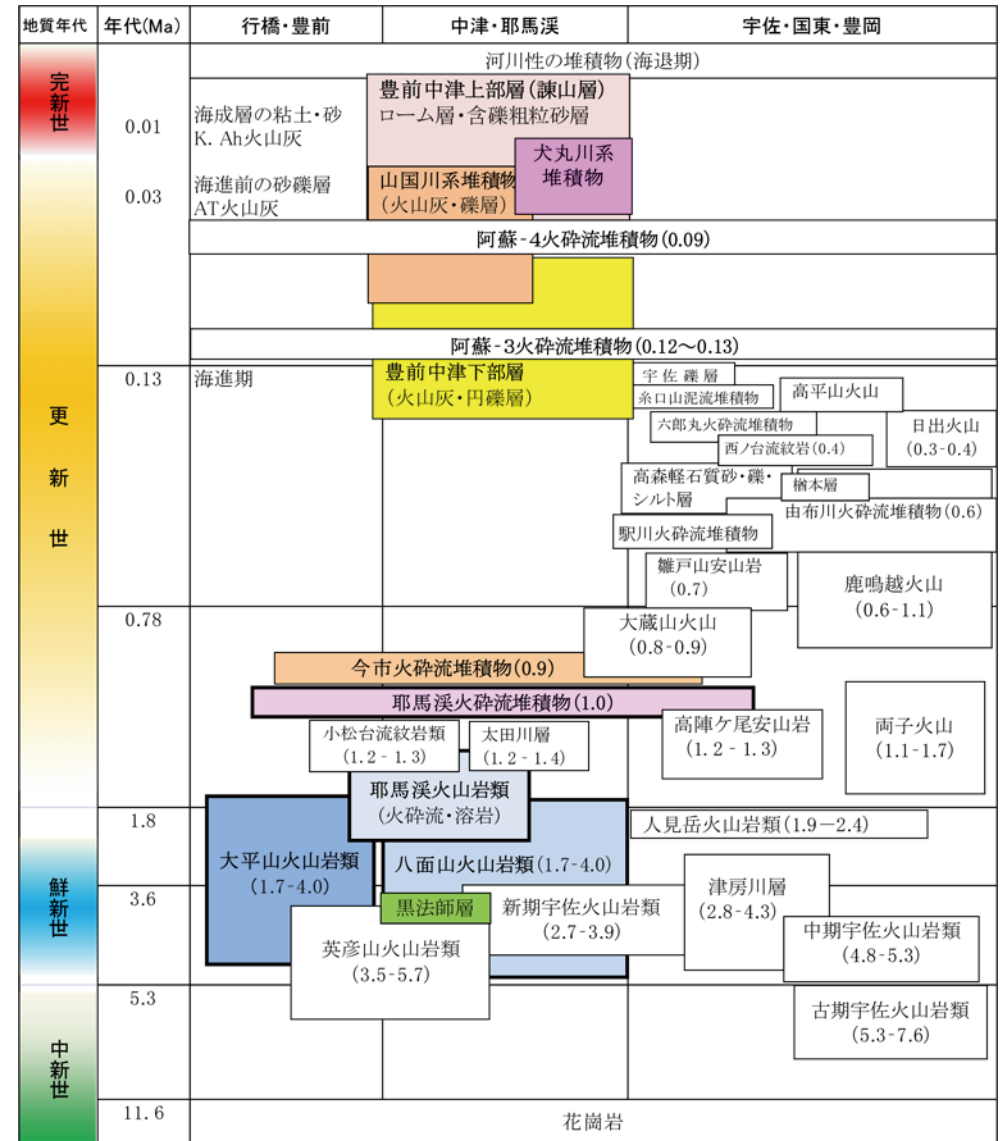 地質年代
年代(Ma)
行橋・豊前
中津・耶馬渓
宇佐・国東・豊岡
河川性の堆積物(海退期)
完新世
0.01
海成層の粘土・砂
K. Ah火山灰
豊前中津上部層(諫山層)
ローム層・含礫粗粒砂層
犬丸川系
堆積物
0.03
海進前の砂礫層
AT火山灰
山国川系堆積物
(火山灰・礫層)
阿蘇-4火砕流堆積物(0.09)
阿蘇-3火砕流堆積物(0.12～0.13)
更新世
0.13
海進期
豊前中津下部層
(火山灰・円礫層)
宇佐礫層
糸口山泥流堆積物
高平山火山
六郎丸火砕流堆積物
日出火山
(0.3-0.4)
西ノ台流紋岩(0.4)
高森軽石質砂・礫・
シルト層
楢本層
由布川火砕流堆積物(0.6)
駅川火砕流堆積物
雛戸山安山岩
(0.7)
鹿鳴越火山
(0.6-1.1)
0.78
大蔵山火山
(0.8-0.9)
今市火砕流堆積物(0.9)
耶馬渓火砕流堆積物(1.0)
小松台流紋岩類
(1.2 - 1.3)
太田川層
(1.2 - 1.4)
高陣ケ尾安山岩
(1.2 - 1.3)
両子火山
(1.1-1.7)
耶馬渓火山岩類
(火砕流・溶岩)
1.8
人見岳火山岩類(1.9－2.4)
大平山火山岩類
(1.7-4.0)
八面山火山岩類(1.7-4.0)
鮮新世
3.6
黒法師層
新期宇佐火山岩類
(2.7-3.9)
津房川層
(2.8-4.3)
中期宇佐火山岩類
(4.8-5.3)
英彦山火山岩類
(3.5-5.7)
5.3
古期宇佐火山岩類
(5.3-7.6)
中新世
11.6
花崗岩